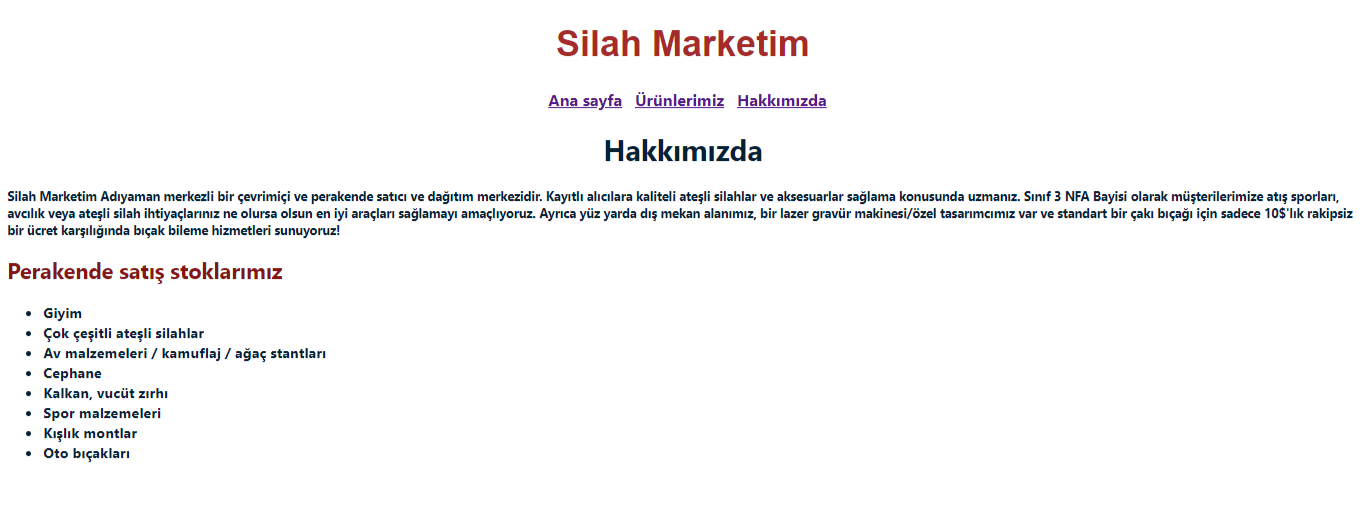 Silah Marketim
Ana sayfa Ürünlerimiz Hakkımızda
Hakkımızda
Silah Marketim Adıyaman merkezli bir çevrimiçi ve perakende satıcı ve dağıtım merkezidir. Kayıtlı alıcılara kaliteli ateşli silahlar ve aksesuarlar sağlama konusunda uzmanız. Sınıf 3 NFA Bayisi olarak müşterilerimize atış sporları,
avcılık veya ateşli silah ihtiyaçlarınız ne olursa olsun en iyi araçları sağlamayı amaçlıyoruz. Ayrıca yüz yarda dış mekan alanımız, bir lazer gravür makinesi/özel tasarımcımız var ve standart bir çakı bıçağı için sadece 10$'lık rakipsiz
bir ücret karşılığında bıçak bileme hizmetleri sunuyoruz!
Perakende satış stoklarımız
• Giyim
• Çok çeşitli ateşli silahlar
• Av malzemeleri / kamuflaj / ağaç stantları
• Cephane
• Kalkan, vucüt zırhı
• Spor malzemeleri
• Kışlık montlar
• Oto bıçakları